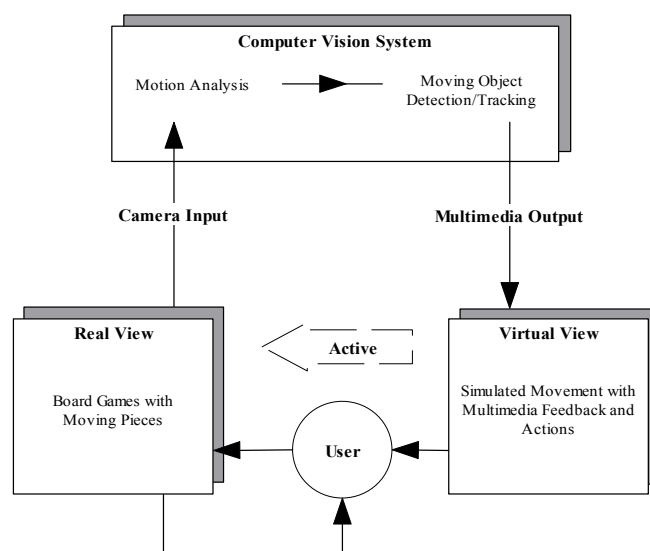 Computer Vision System
Motion Analysis
Moving Object
Detection/Tracking
Camera Input
Multimedia Output
Real View
Board Games with
Moving Pieces
Active
User
Virtual View
Simulated Movement with
Multimedia Feedback and
Actions